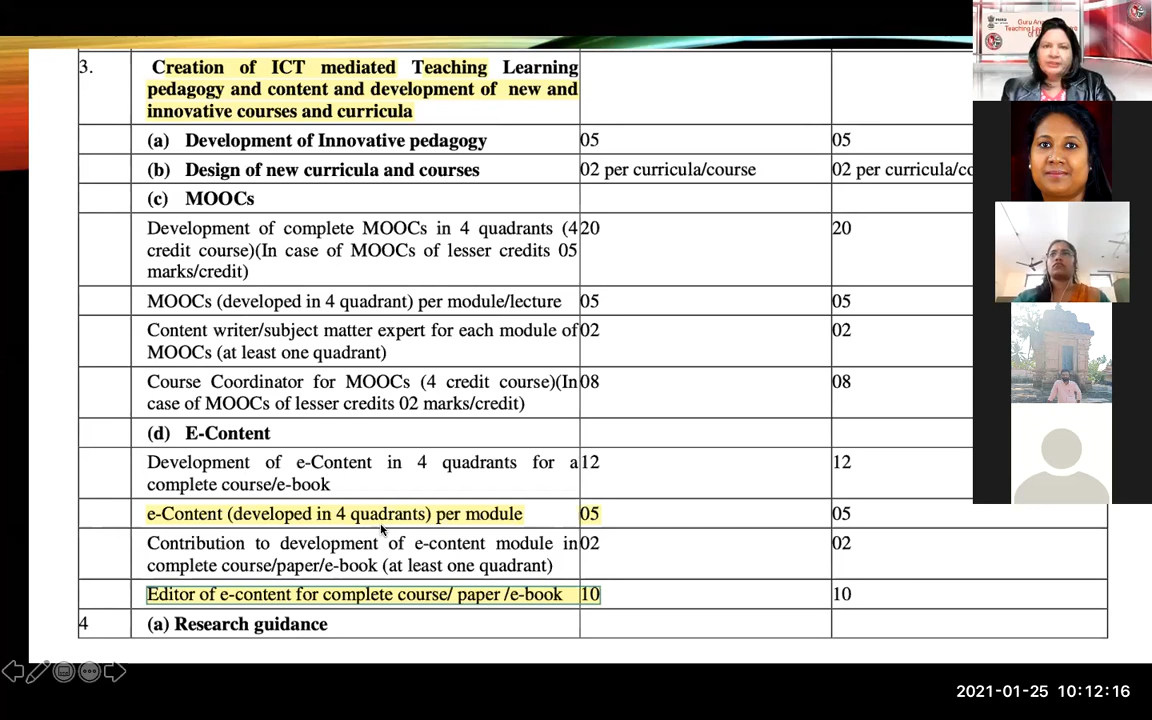 3. Creation of ICT mediated Teaching Learning
pedagogy and content and development of new and
innovative courses and curricula
(a) Development of Innovative pedagogy 05 05
(b) Design of new curricula and courses 02 per curricula/course 02 per curricula/co
(c) MOOCs
Development of complete MOOCs in 4 quadrants (4 20 20
credit course)(In case of MOOCs of lesser credits 05
marks/credit)
MOOCs (developed in 4 quadrant) per module/lecture 05 05
Content writer/subject matter expert for each module of 02 02
MOOCs (at least one quadrant)
Course Coordinator for MOOCs (4 credit course)(In 08 08
case of MOOCs of lesser credits 02 marks/credit)
(d) E-Content
Development of e-Content in 4 quadrants for a 12 12
complete course/e-book
e-Content (developed in 4 quadrants) per module 05 05
Contribution to development of e-content module in 02 02
complete course/paper/e-book (at least one quadrant)
Editor of e-content for complete course/ paper /e-book 10 10
4 (a) Research guidance
Guru
Teaching
2021-01-25 10:12:16